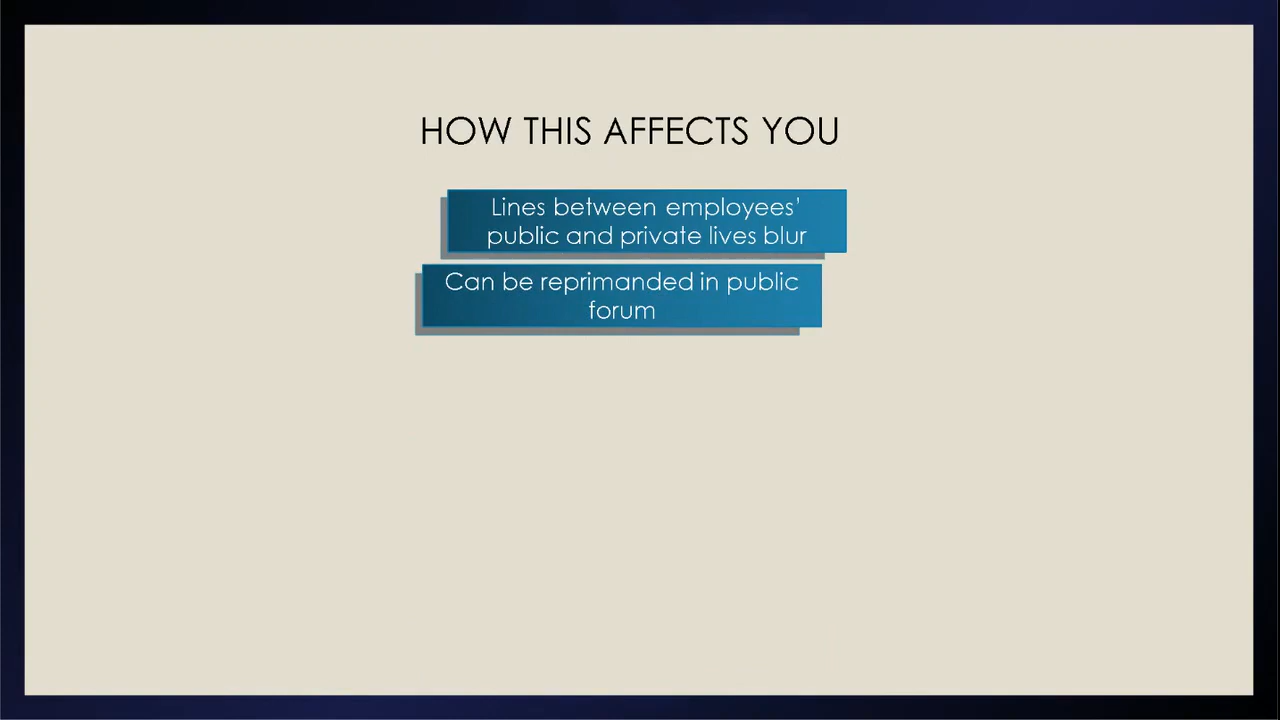 HOW THIS AFFECTS YOU
Lines between employees'
public and private lives blur
Can be reprimanded in public
forum